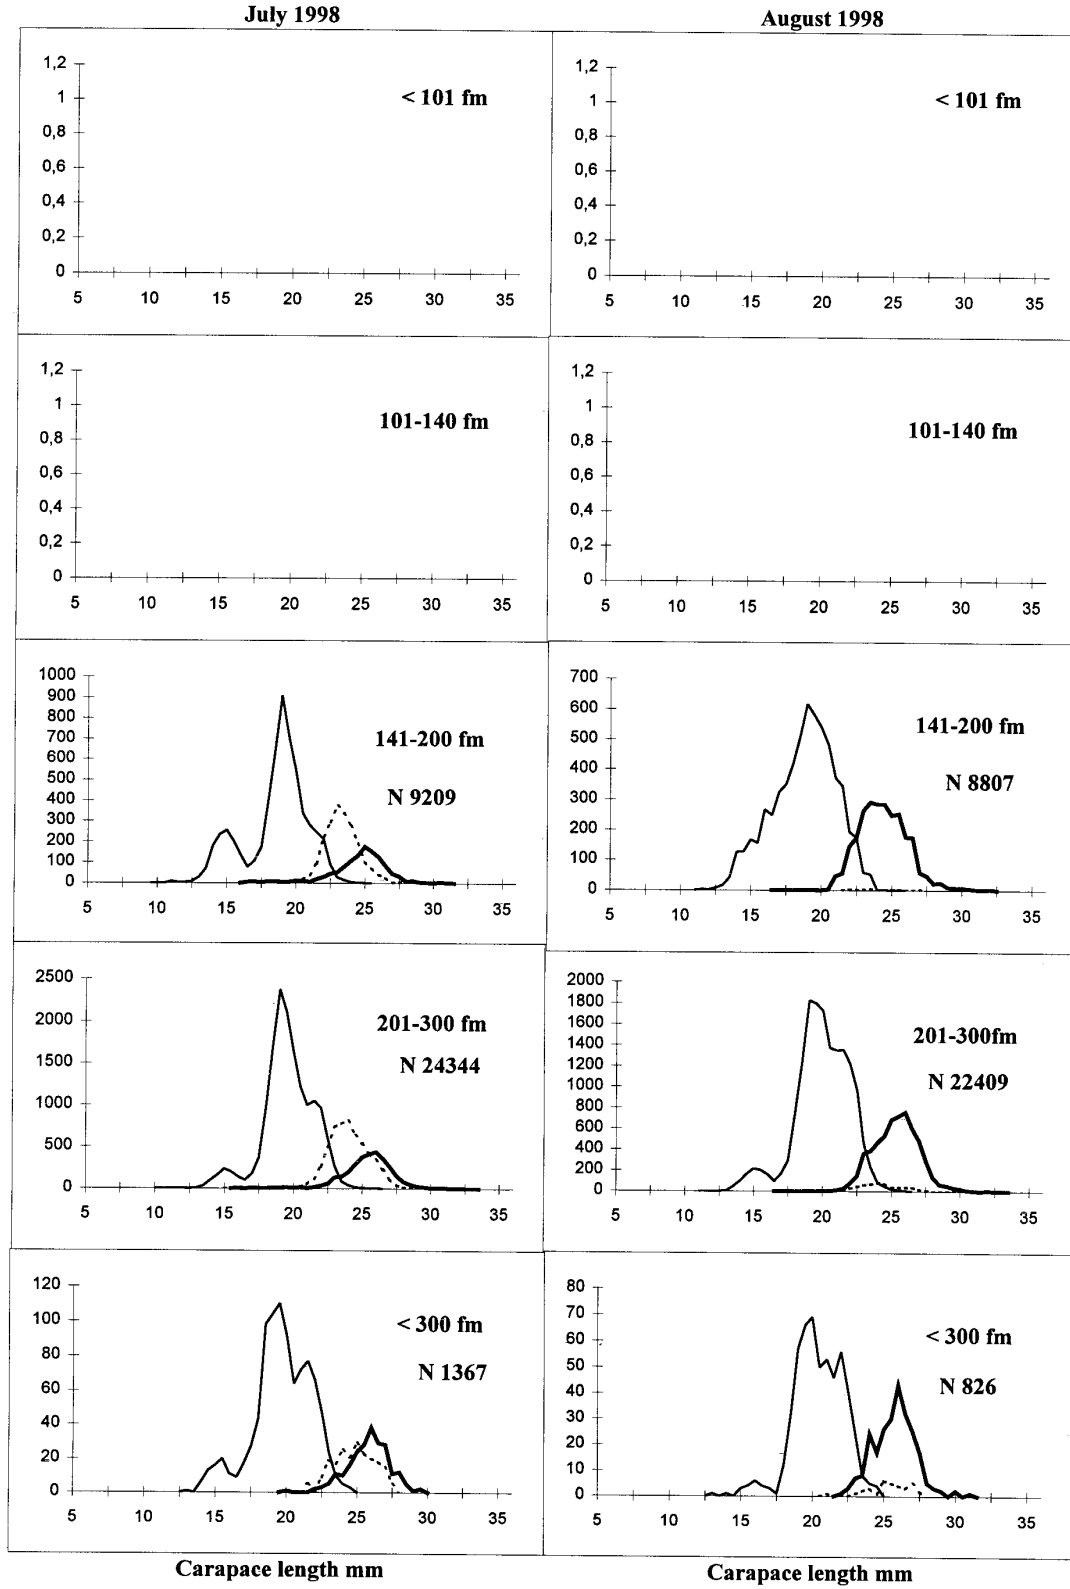 July 1998
August 1998
1,2
1
0,8
0,6
0,4
0,2
0
< 101 fm
5 10 15 20 25 30 35
1,2
1
0,8
0,6
0,4
0,2
0
< 101 fm
5 10 15 20 25 30 35
1,2
1
0,8
0,6
0,4
0,2
0
101-140 fm
5 10 15 20 25 30 35
1,2
1
0,8
0,6
0,4
0,2
0
101-140 fm
5 10 15 20 25 30 35
1000
900
800
700
600
500
400
300
200
100
0
141-200 fm
N 9209
5 10 15 20 25 30 35
700
600
500
400
300
200
100
0
141-200 fm
N 8807
5 10 15 20 25 30 35
2500
2000
1500
1000
500
0
201-300 fm
N 24344
5 10 15 20 25 30 35
2000
1800
1600
1400
1200
1000
800
600
400
200
0
201-300fm
N 22409
5 10 15 20 25 30 35
120
100
80
60
40
20
0
< 300 fm
N 1367
5 10 15 20 25 30 35
80
70
60
50
40
30
20
10
0
< 300 fm
N 826
5 10 15 20 25 30 35
Carapace length mm
Carapace length mm